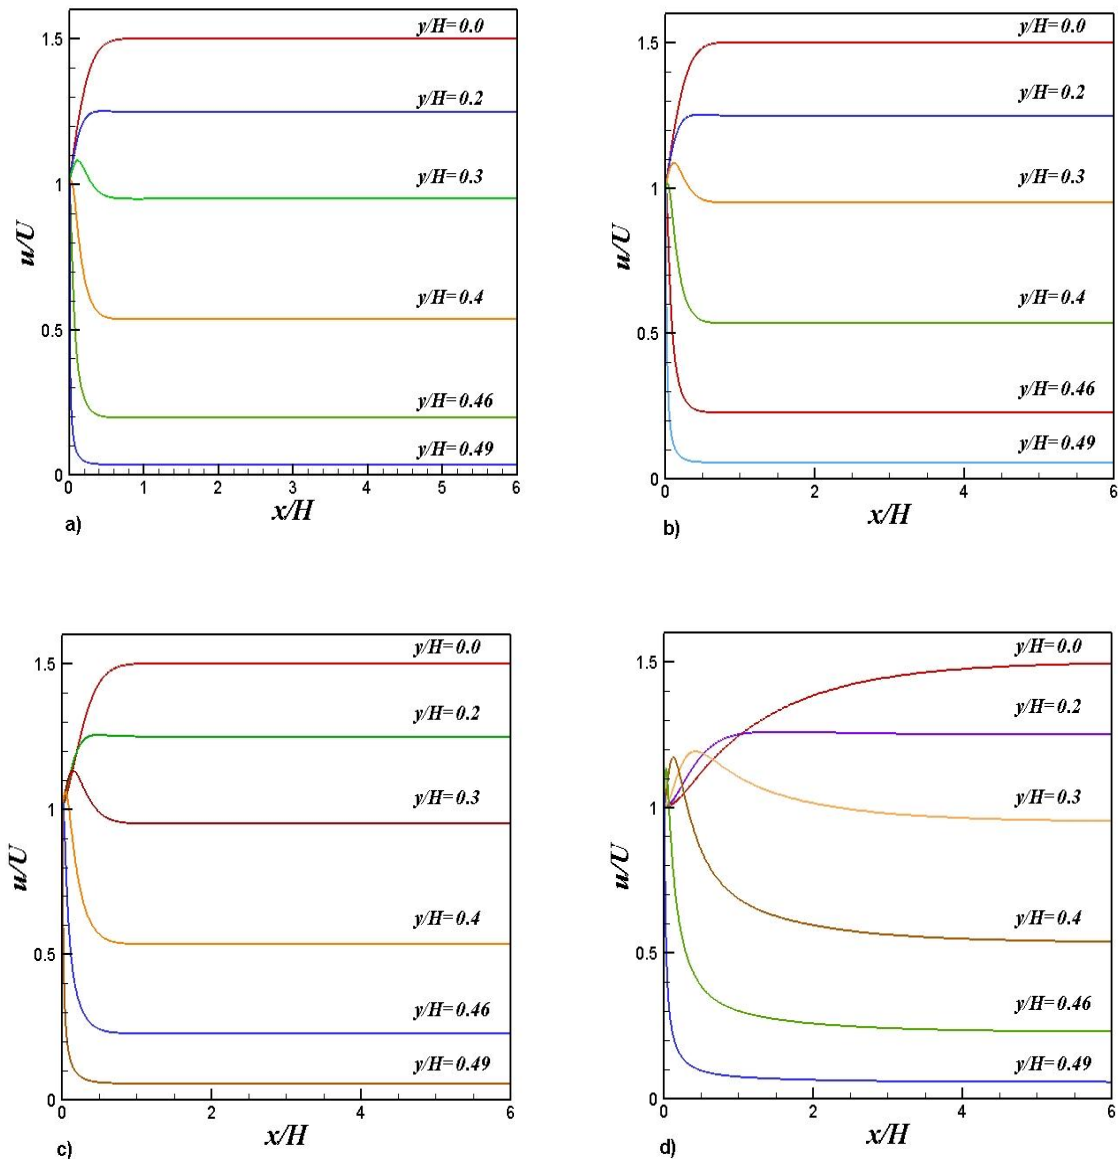 y/H=0.0
1.5
y/H=0.2
y/H=0.3
1
u/U
y/H=0.4
0.5
y/H=0.46
y/H=0.49
0
0 1 2 3 4 5 6
x/H
a)
y/H=0.0
1.5
y/H=0.2
y/H=0.3
1
u/U
y/H=0.4
0.5
y/H=0.46
y/H=0.49
0
0 2 4 6
x/H
b)
y/H=0.0
1.5
y/H=0.2
y/H=0.3
1
u/U
y/H=0.4
0.5
y/H=0.46
y/H=0.49
0
0 2 4 6
x/H
c)
y/H=0.0
1.5
y/H=0.2
y/H=0.3
1
u/U
y/H=0.4
0.5
y/H=0.46
y/H=0.49
0
0 2 4 6
x/H
d)